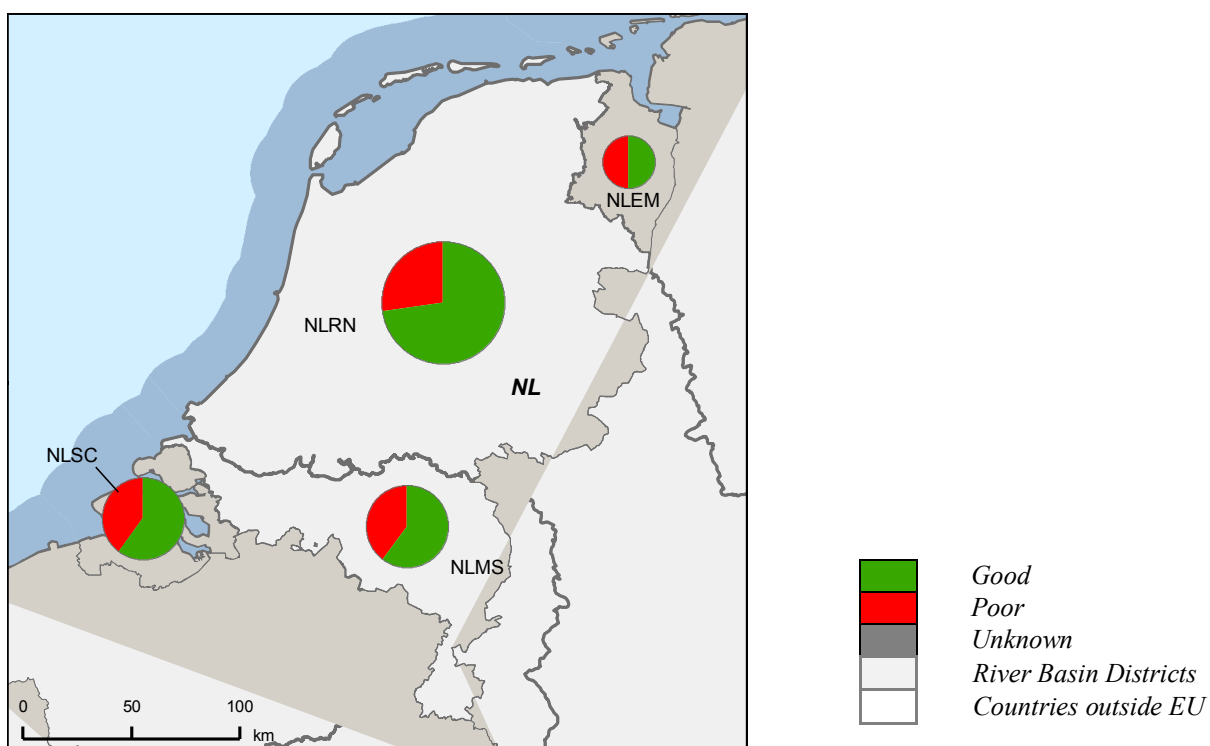 NLEM
NLRN
NL
NLSC
NLMS
0 50 100
km
Good
Poor
Unknown
River Basin Districts
Countries outside EU